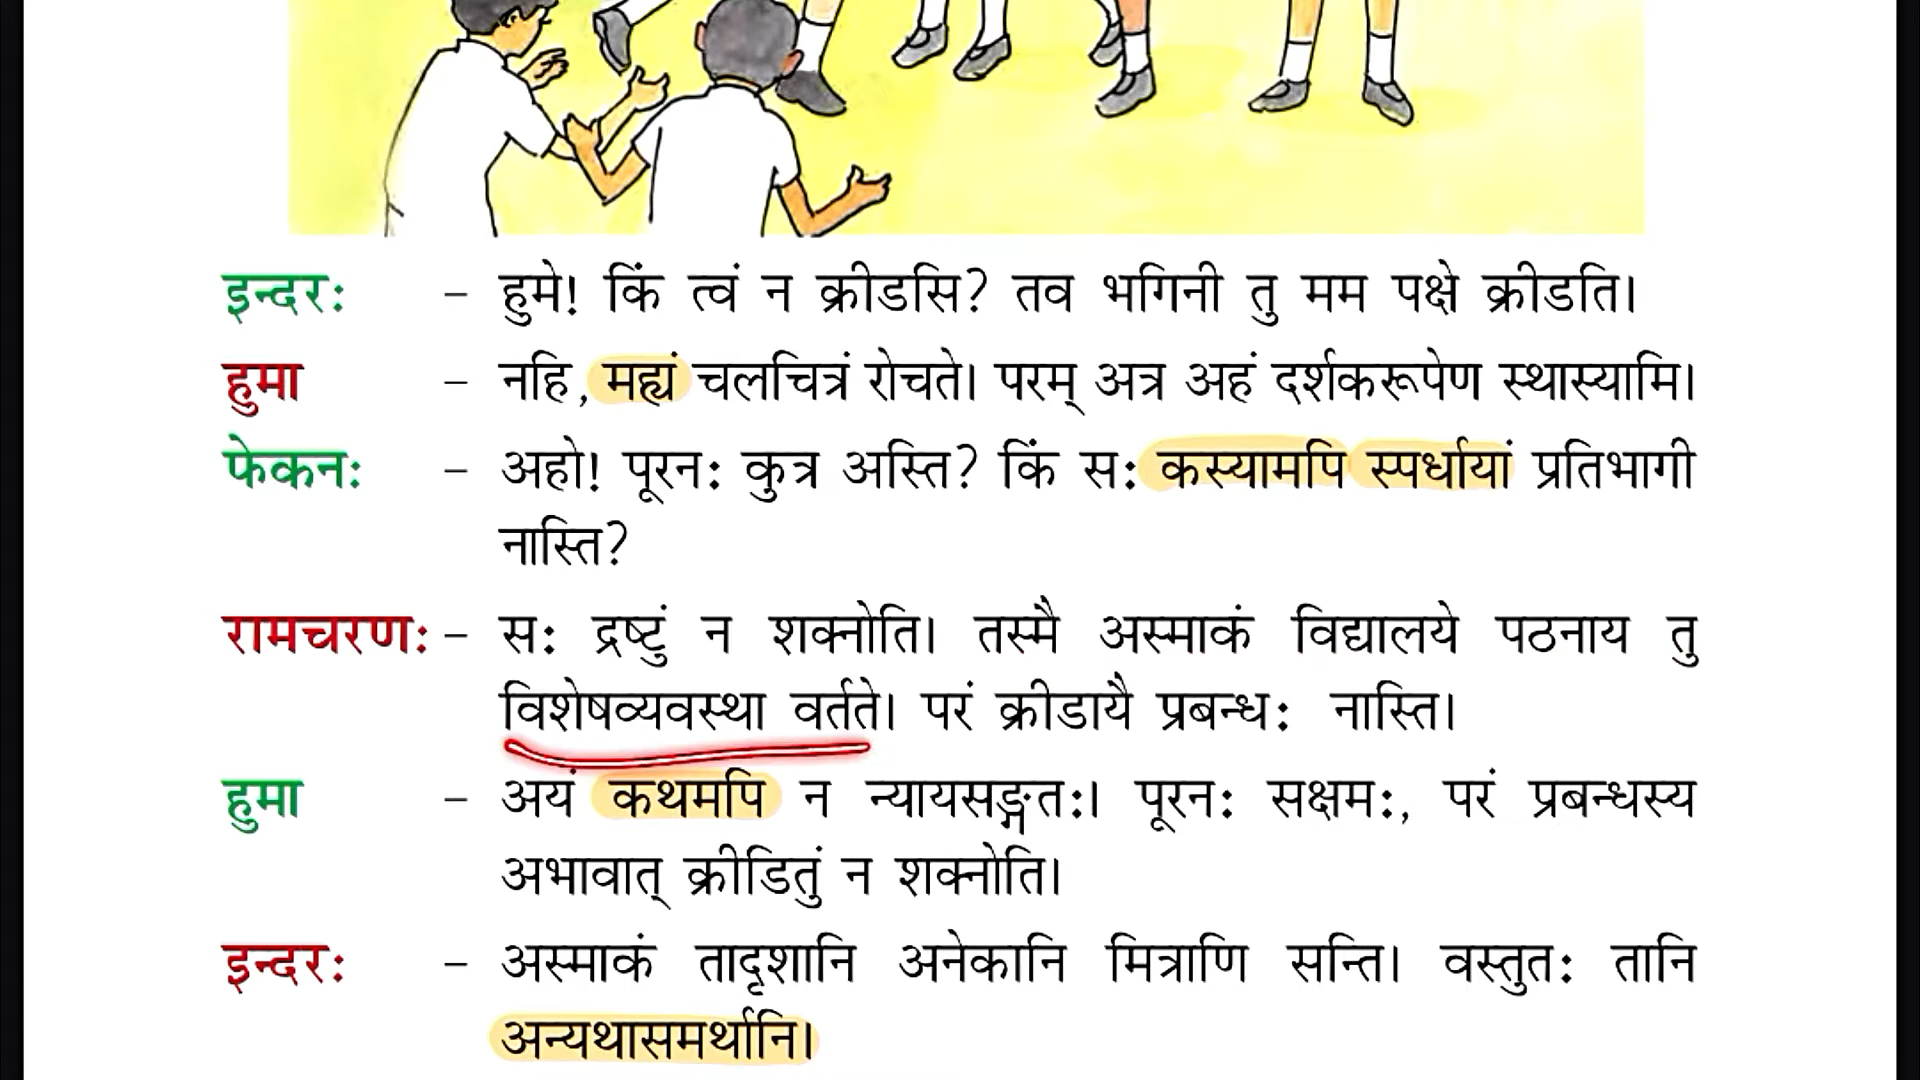 इन्दरः – हुमे! किं त्वं न क्रीडसि? तव भगिनी तु मम पक्षे क्रीडति।
हुमा – नहि, मह्यं चलचित्रं रोचते। परम् अत्र अहं दर्शकरूपेण स्थास्यामि।
फेकनः – अहो! पूरनः कुत्र अस्ति? किं सः कस्यामपि स्पर्धायां प्रतिभागी
नास्ति?
रामचरणः – सः द्रष्टुं न शक्नोति। तस्मै अस्माकं विद्यालये पठनाय तु
विशेषव्यवस्था वर्तते। परं क्रीडायै प्रबन्धः नास्ति।
हुमा – अयं कथमपि न न्यायसङ्गतः। पूरनः सक्षमः, परं प्रबन्धस्य
अभावात् क्रीडितुं न शक्नोति।
इन्दरः – अस्माकं तादृशानि अनेकानि मित्राणि सन्ति। वस्तुतः तानि
अन्यथासमर्थानि।